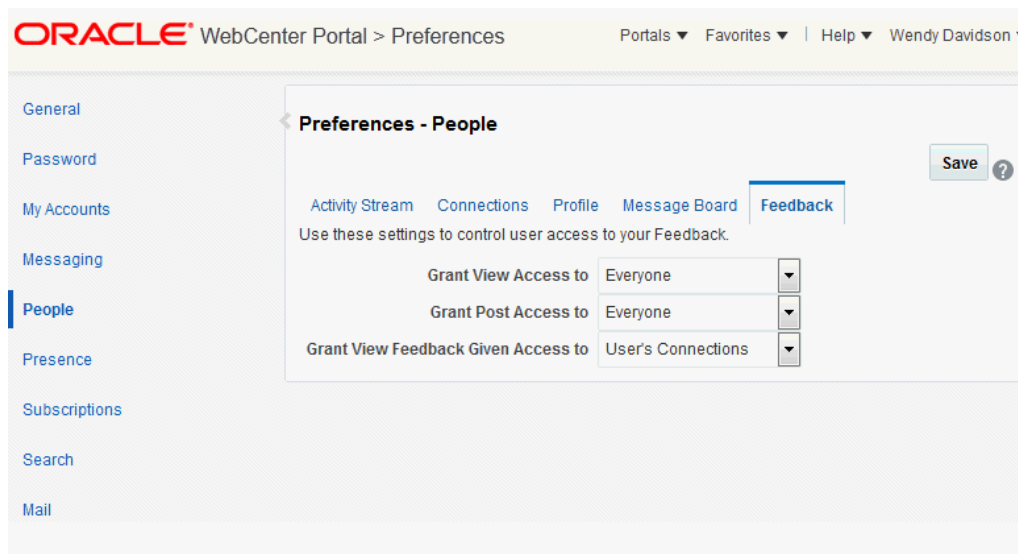 ORACLE® WebCenter Portal > Preferences Portals Favorites Help Wendy Davidson
General
Password
My Accounts
Messaging
People
Presence
Subscriptions
Search
Mail
Preferences - People
Save ?
Activity Stream Connections Profile Message Board Feedback
Use these settings to control user access to your Feedback.
Grant View Access to Everyone
Grant Post Access to Everyone
Grant View Feedback Given Access to User's Connections